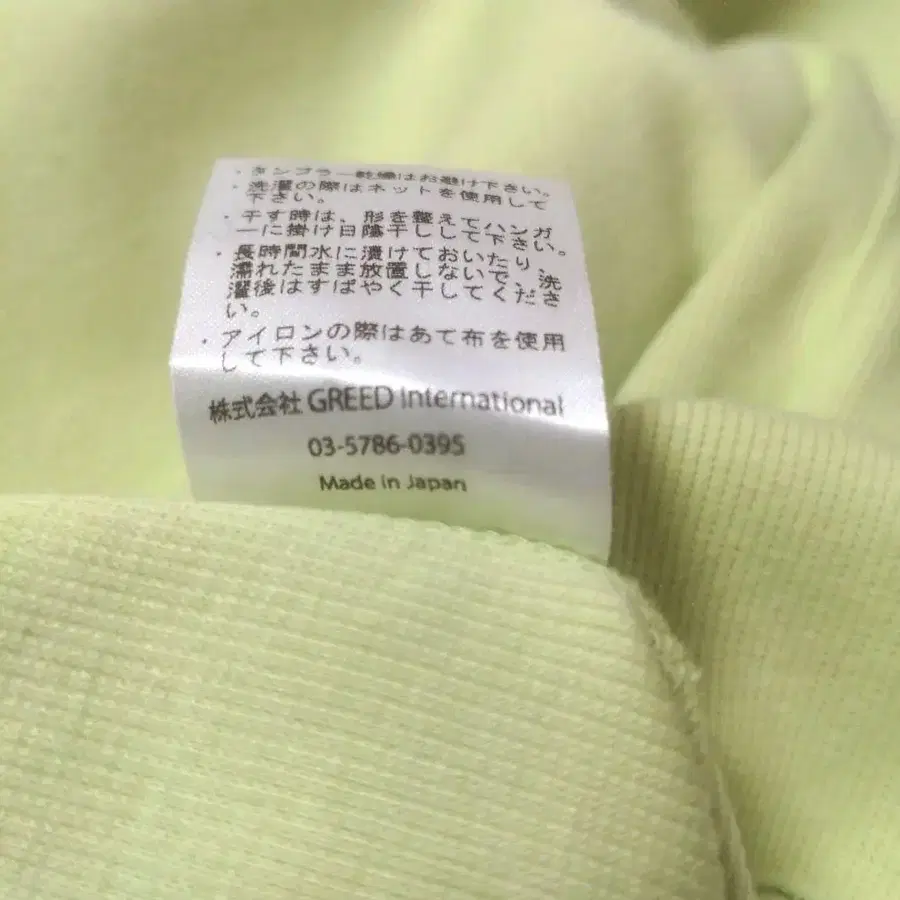 ・タンブラー乾燥はお避け下さい。
・洗濯の際はネットを使用して
下さい。
・干す時は、形を整えてハンガ
ーに掛け日陰干しして下さい。
・長時間水に漬けておいたり、
濡れたまま放置しないで、洗
濯後はすばやく干してくださ
い。
・アイロンの際はあて布を使用
して下さい。
株式会社 GREED International
03-5786-0395
Made in Japan